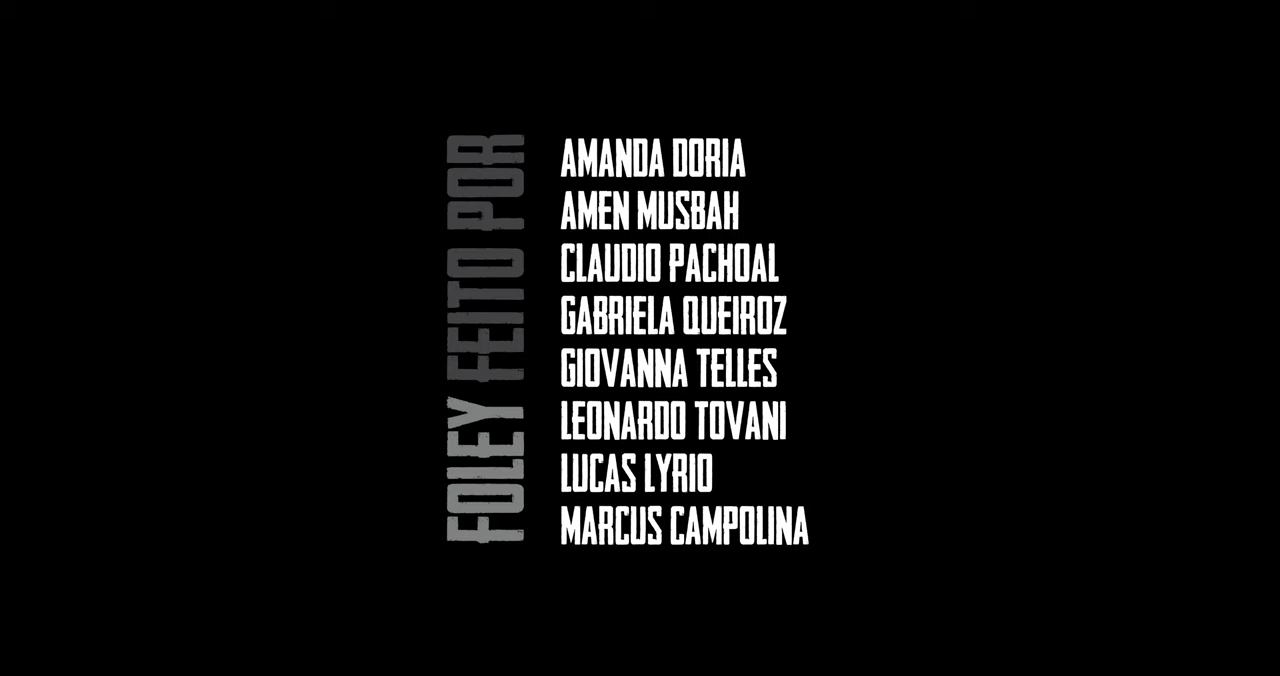 FOLEY FEITO POR
AMANDA DORIA
AMEN MUSBAH
CLAUDIO PACHOAL
GABRIELA QUEIROZ
GIOVANNA TELLES
LEONARDO TOVANI
LUCAS LYRIO
MARCUS CAMPOLINA